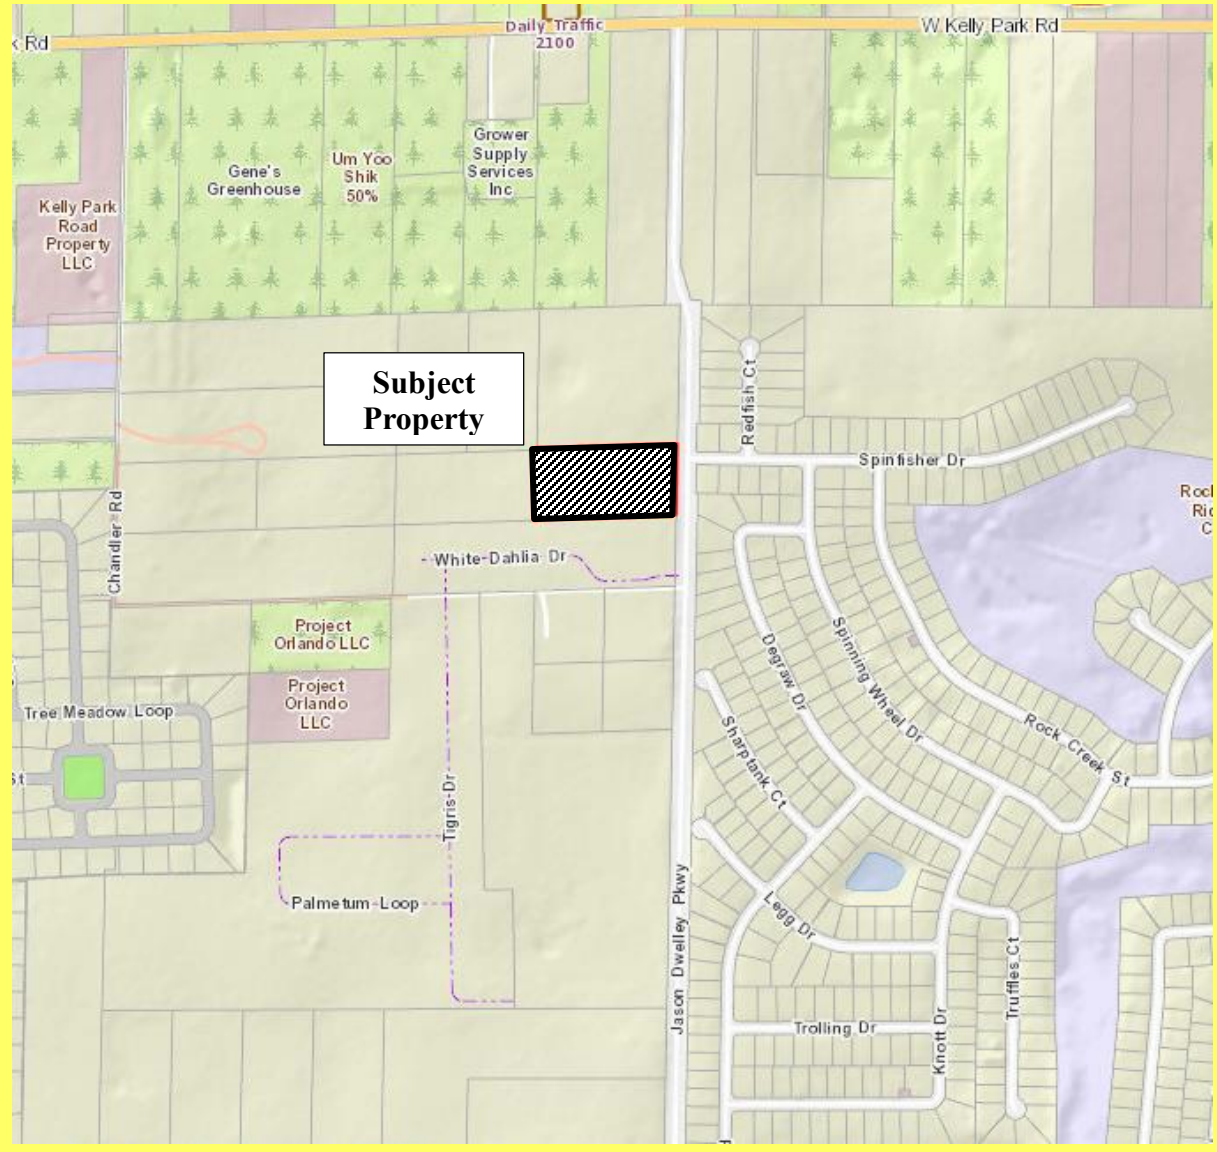 Daily Traffic
2100
W Kelly Park Rd
k Rd
Grower
Supply
Services
Inc
Um Yoo
Shik
50%
Gene's
Greenhouse
Kelly Park
Road
Property
LLC
Subject
Property
Redfish Ct
Spinfisher Dr
Chandler Rd
White Dahlia Dr
Project
Orlando LLC
Project
Orlando
LLC
Tree Meadow Loop
St
Degraw Dr
Spinning Wheel Dr
Rock Creek St
Sharptank Ct
Tigris Dr
Palmetum Loop
Jason Dwelley Pkwy
Legg Dr
Truffles Ct
Trolling Dr
Knott Dr